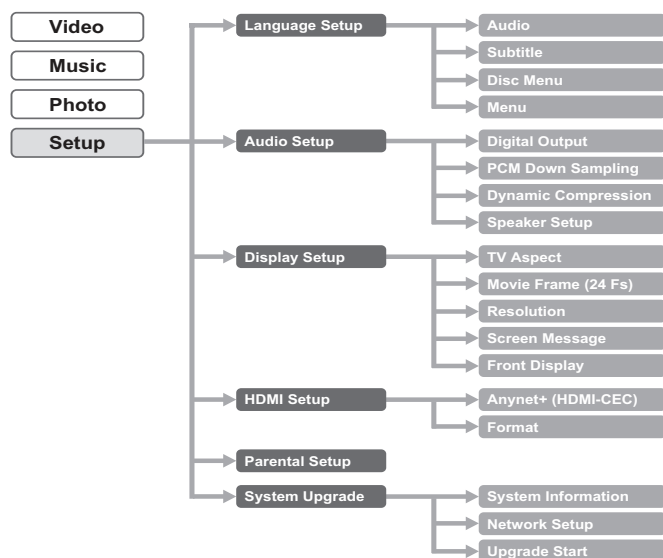 Video
Music
Photo
Setup
Language Setup
Audio
Subtitle
Disc Menu
Menu
Audio Setup
Digital Output
PCM Down Sampling
Dynamic Compression
Speaker Setup
Display Setup
TV Aspect
Movie Frame (24 Fs)
Resolution
Screen Message
Front Display
HDMI Setup
Anynet+ (HDMI-CEC)
Format
Parental Setup
System Upgrade
System Information
Network Setup
Upgrade Start